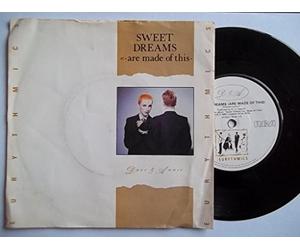 SWEET
DREAMS
-are made of this-
Dave & Annie
EURYTHMICS
EURYTHMICS
D & A
DREAMS (ARE MADE OF THIS)
RCA
EURYTHMICS